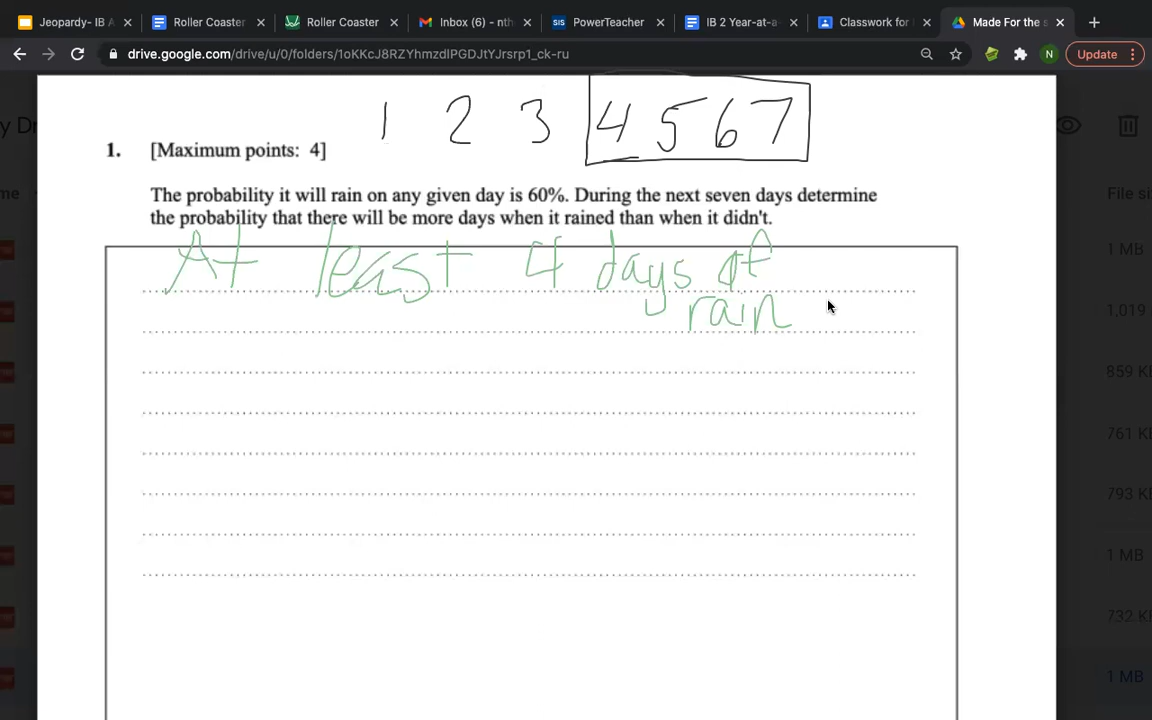 Jeopardy- IB A
Roller Coaster
Roller Coaster
Inbox (6) - nth
PowerTeacher
IB 2 Year-at-a-
Classwork for
Made For the s
drive.google.com/drive/u/0/folders/1oKKcJ8RZYhmzdlPGDJtYJrsrp1_ck-ru
N
Update
1 2 3 4 5 6 7
1. [Maximum points: 4]
The probability it will rain on any given day is 60%. During the next seven days determine
the probability that there will be more days when it rained than when it didn't.
At least 4 days of
rain
y Dr
me
File si
1 MB
1,019
859 KB
761 KB
793 KB
1 MB
732 KB
1 MB